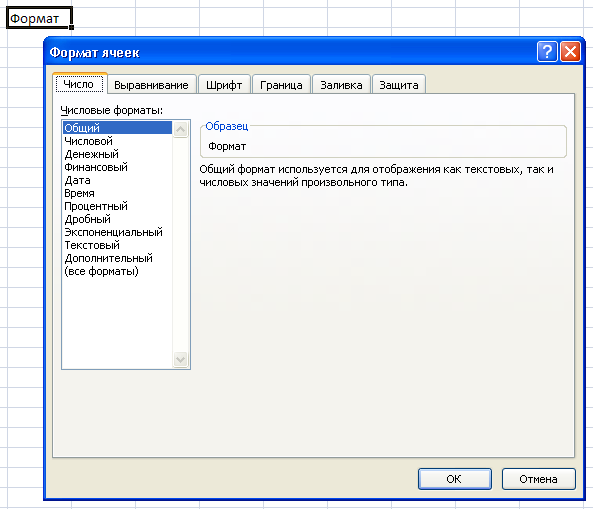 Формат
Формат ячеек
?
Число Выравнивание Шрифт Граница Заливка Защита
Числовые форматы:
Общий
Числовой
Денежный
Финансовый
Дата
Время
Процентный
Дробный
Экспоненциальный
Текстовый
Дополнительный
(все форматы)
Образец
Формат
Общий формат используется для отображения как текстовых, так и
числовых значений произвольного типа.
OK Отмена